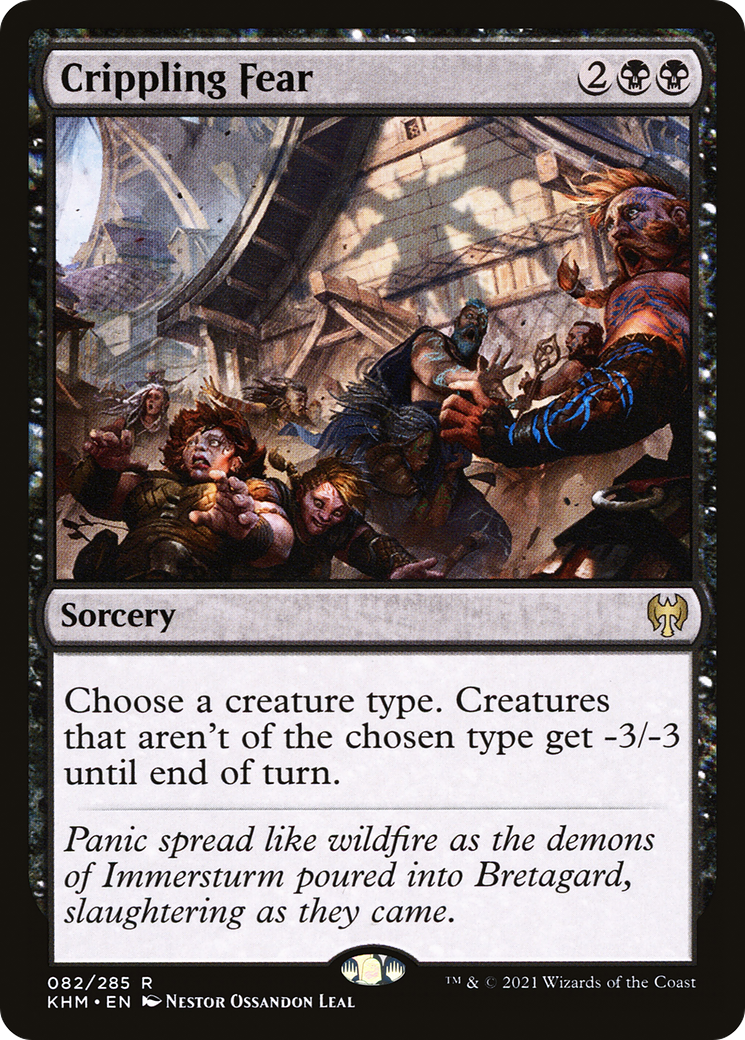 Crippling Fear 2
Sorcery
Choose a creature type. Creatures
that aren't of the chosen type get -3/-3
until end of turn.
Panic spread like wildfire as the demons
of Immersturm poured into Bretagard,
slaughtering as they came.
082/285 R
KHM • EN Nestor Ossandon Leal
™ & © 2021 Wizards of the Coast